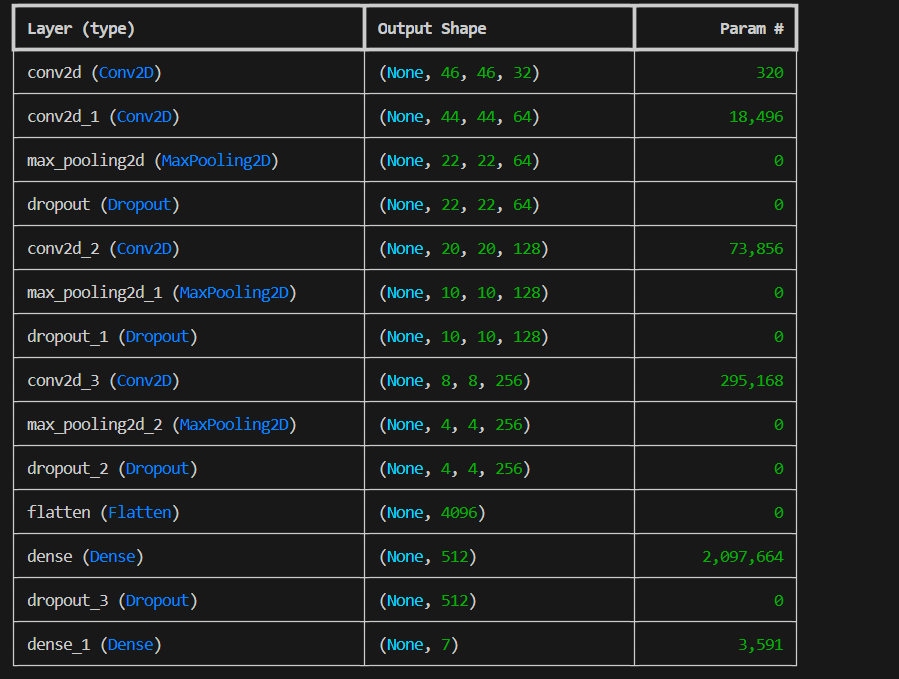 Layer (type) Output Shape Param #
conv2d (Conv2D) (None, 46, 46, 32) 320
conv2d_1 (Conv2D) (None, 44, 44, 64) 18,496
max_pooling2d (MaxPooling2D) (None, 22, 22, 64) 0
dropout (Dropout) (None, 22, 22, 64) 0
conv2d_2 (Conv2D) (None, 20, 20, 128) 73,856
max_pooling2d_1 (MaxPooling2D) (None, 10, 10, 128) 0
dropout_1 (Dropout) (None, 10, 10, 128) 0
conv2d_3 (Conv2D) (None, 8, 8, 256) 295,168
max_pooling2d_2 (MaxPooling2D) (None, 4, 4, 256) 0
dropout_2 (Dropout) (None, 4, 4, 256) 0
flatten (Flatten) (None, 4096) 0
dense (Dense) (None, 512) 2,097,664
dropout_3 (Dropout) (None, 512) 0
dense_1 (Dense) (None, 7) 3,591